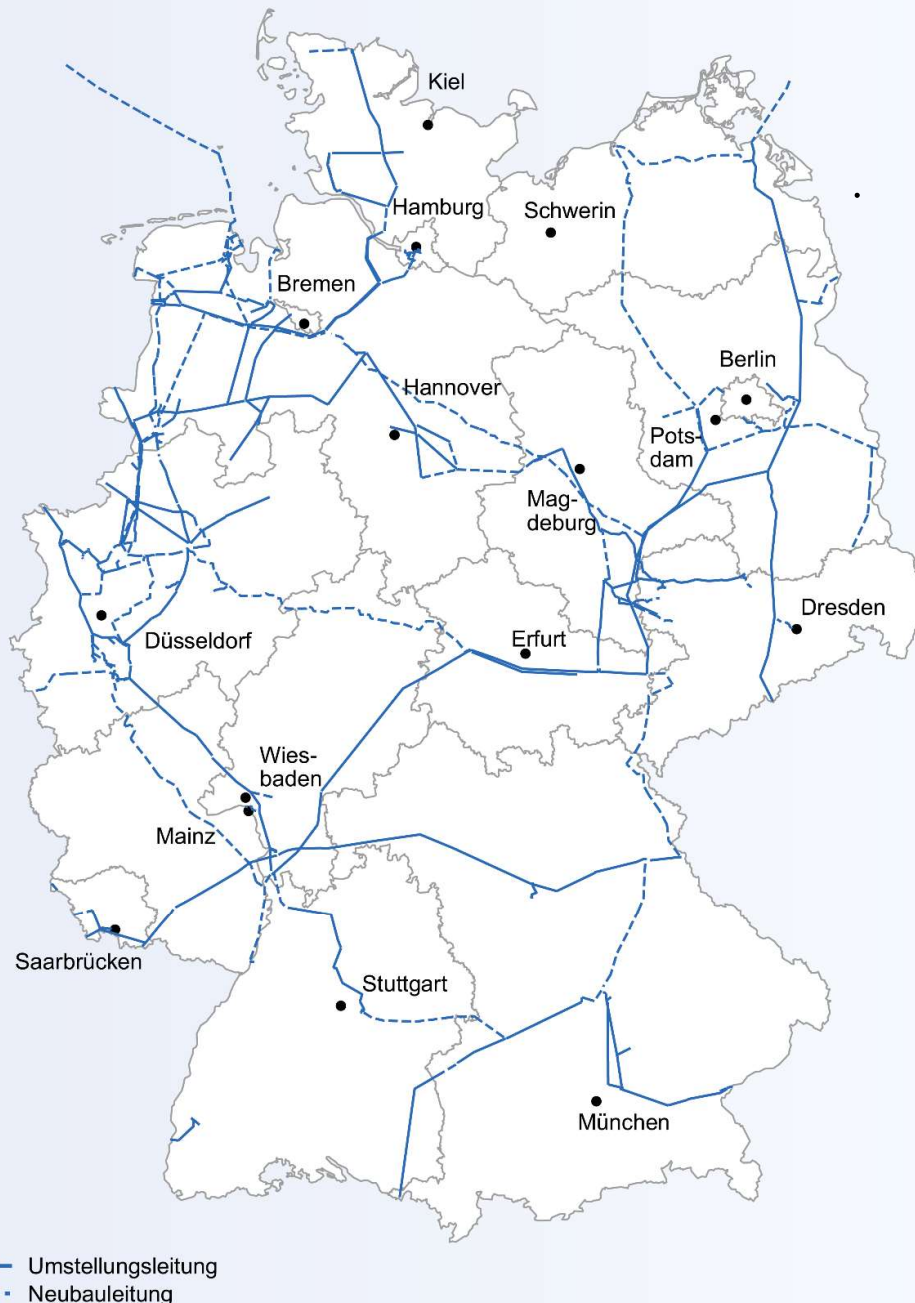 Kiel
Hamburg
Schwerin
Bremen
Berlin
Hannover
Pots-
dam
Mag-
deburg
Düsseldorf
Erfurt
Dresden
Wies-
baden
Mainz
Saarbrücken
Stuttgart
München
Umstellungsleitung
Neubauleitung